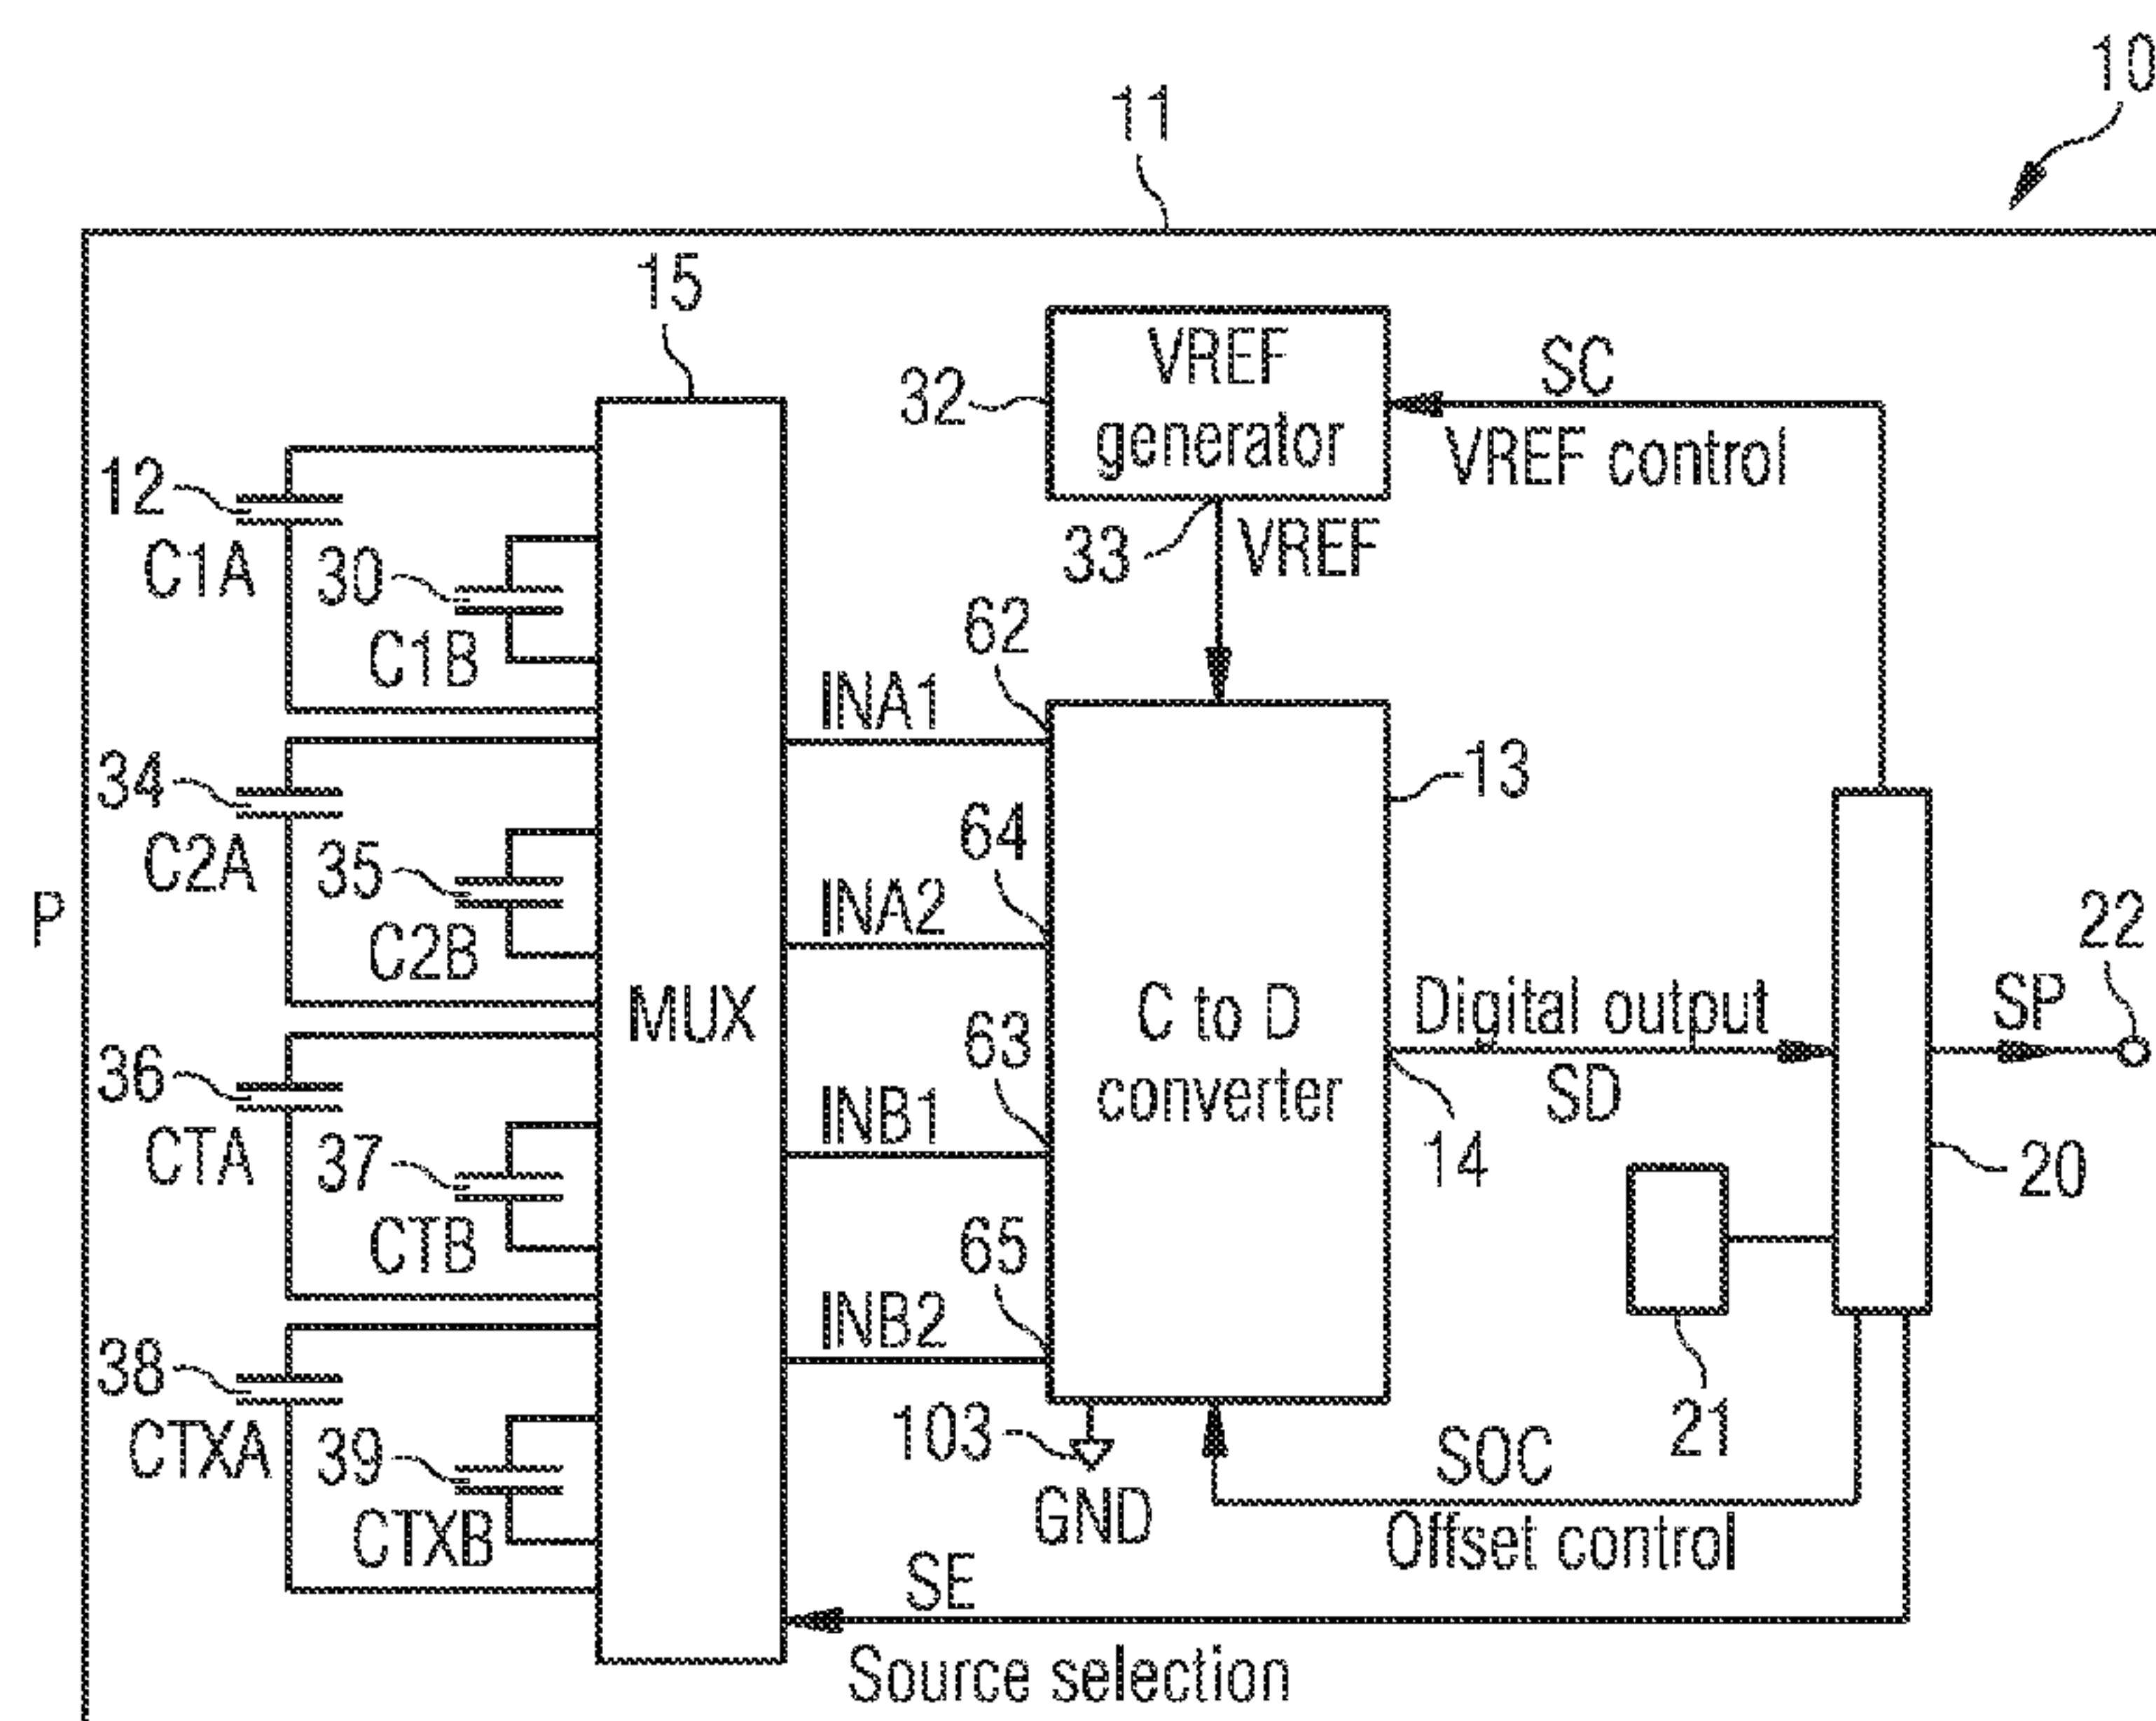 10
11
15
VREF
generator
32
SC
VREF control
12
C1A
30
C1B
33
VREF
62
INA1
13
34
C2A
35
C2B
64
INA2
P
MUX
C to D
converter
Digital output
SD
14
SP
22
20
36
CTA
37
CTB
63
INB1
65
INB2
21
38
CTXA
39
CTXB
103
GND
SOC
Offset control
SE
Source selection